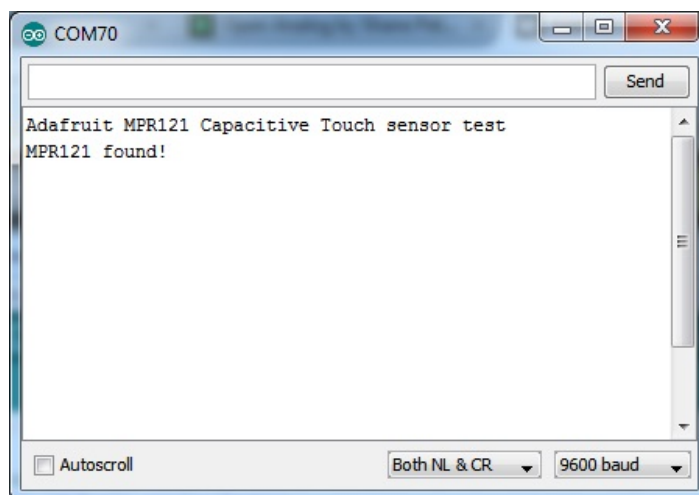 COM70
Send
Adafruit MPR121 Capacitive Touch sensor test
MPR121 found!
Autoscroll
Both NL & CR
9600 baud